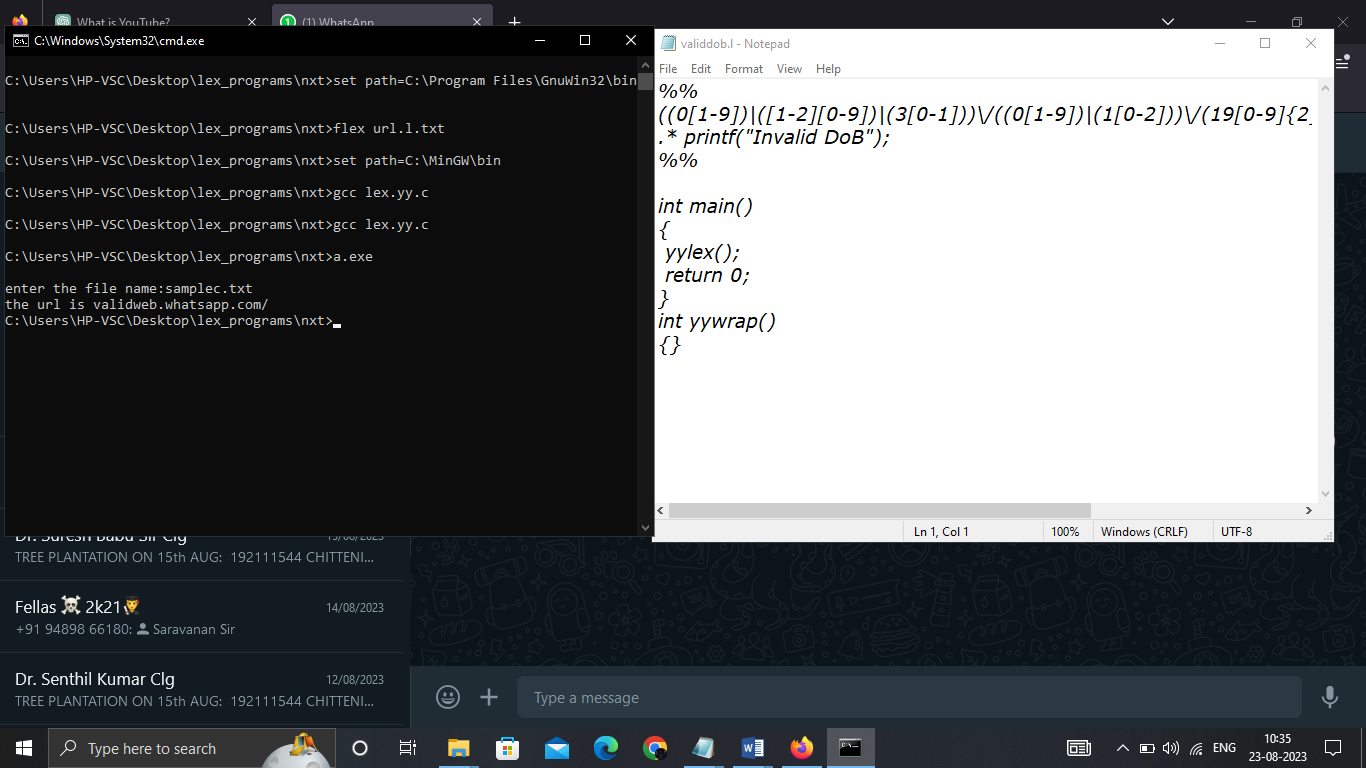 What is YouTube?
(1) WhatsApp
C:\Windows\System32\cmd.exe
C:\Users\HP-VSC\Desktop\lex_programs\nxt>set path=C:\Program Files\GnuWin32\bin
C:\Users\HP-VSC\Desktop\lex_programs\nxt>flex url.l.txt
C:\Users\HP-VSC\Desktop\lex_programs\nxt>set path=C:\MinGW\bin
C:\Users\HP-VSC\Desktop\lex_programs\nxt>gcc lex.yy.c
C:\Users\HP-VSC\Desktop\lex_programs\nxt>gcc lex.yy.c
C:\Users\HP-VSC\Desktop\lex_programs\nxt>a.exe
enter the file name:samplec.txt
the url is validweb.whatsapp.com/
C:\Users\HP-VSC\Desktop\lex_programs\nxt>
validdob.l - Notepad
File Edit Format View Help
%%
((0[1-9])|([1-2][0-9])|(3[0-1]))\/((0[1-9])|(1[0-2]))\/(19[0-9]{2
.* printf("Invalid DoB");
%%
int main()
{
yylex();
return 0;
}
int yywrap()
{}
Ln 1, Col 1 100% Windows (CRLF) UTF-8
Dr. Suresh Babu Sir Clg 15/08/2023
TREE PLANTATION ON 15th AUG: 192111544 CHITTENI...
Fellas ☠️ 2k21 14/08/2023
+91 94898 66180: Saravanan Sir
Dr. Senthil Kumar Clg 12/08/2023
TREE PLANTATION ON 15th AUG: 192111544 CHITTENI...
Type a message
Type here to search
ENG
10:35
23-08-2023